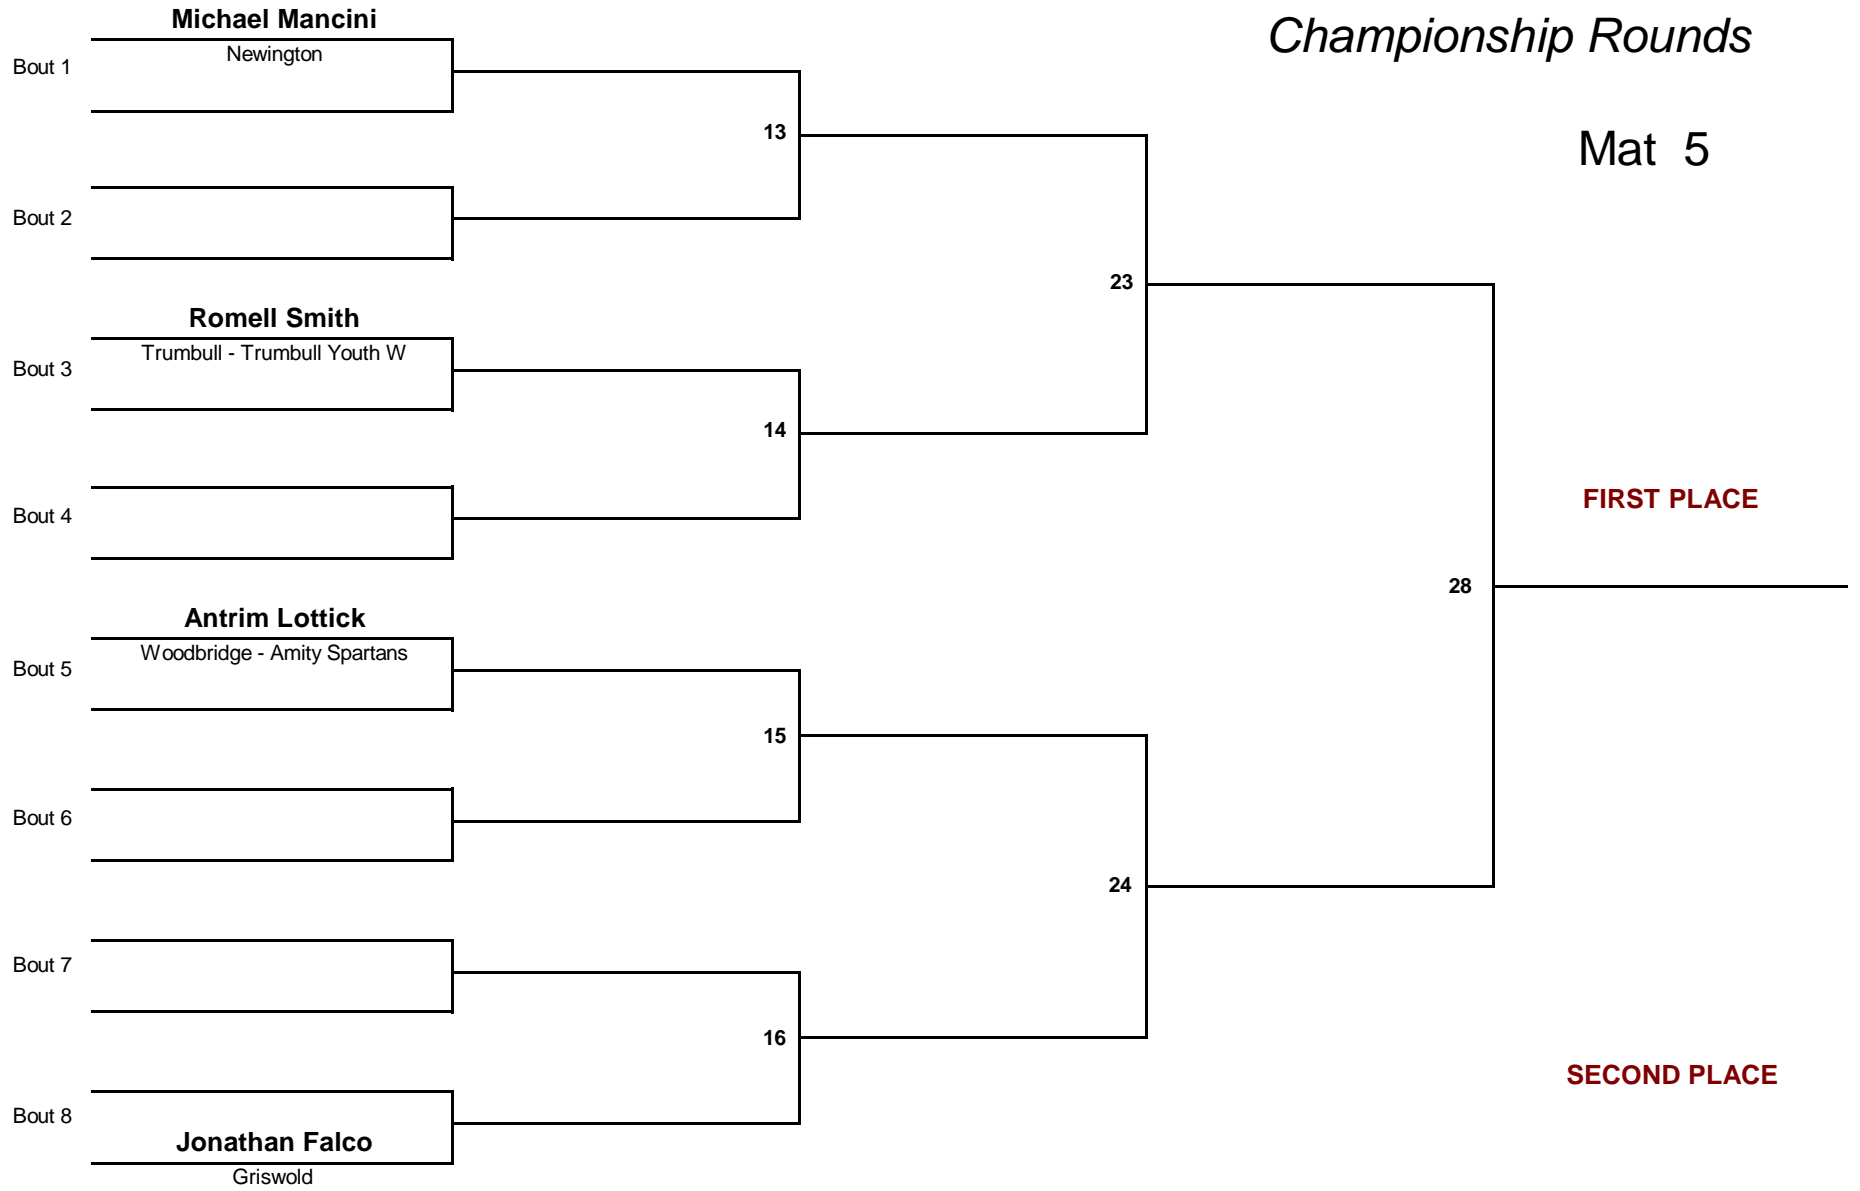 Michael Mancini
Championship Rounds
Newington
Bout 1
13
Mat 5
Bout 2
23
Romell Smith
Trumbull - Trumbull Youth W
Bout 3
14
FIRST PLACE
Bout 4
28
Antrim Lottick
Woodbridge - Amity Spartans
Bout 5
15
Bout 6
24
Bout 7
16
SECOND PLACE
Bout 8
Jonathan Falco
Griswold